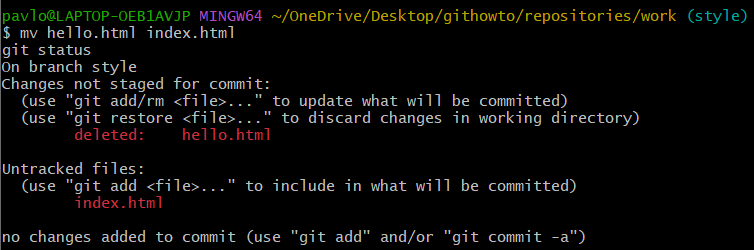 pavlo@LAPTOP-OEB1AVJP MINGW64 ~/OneDrive/Desktop/githowto/repositories/work (style)
$ mv hello.html index.html
git status
On branch style
Changes not staged for commit:
  (use "git add/rm <file>..." to update what will be committed)
  (use "git restore <file>..." to discard changes in working directory)
        deleted:    hello.html

Untracked files:
  (use "git add <file>..." to include in what will be committed)
        index.html

no changes added to commit (use "git add" and/or "git commit -a")